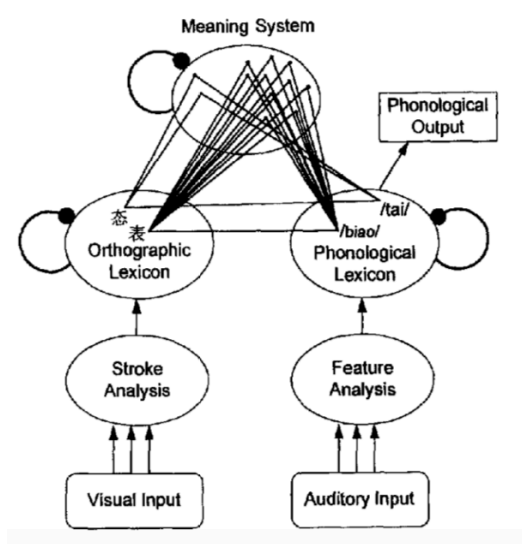 Meaning System
Phonological
Output
态
/tai/
表
/biao/
Orthographic
Lexicon
Phonological
Lexicon
Stroke
Analysis
Feature
Analysis
Visual Input
Auditory Input